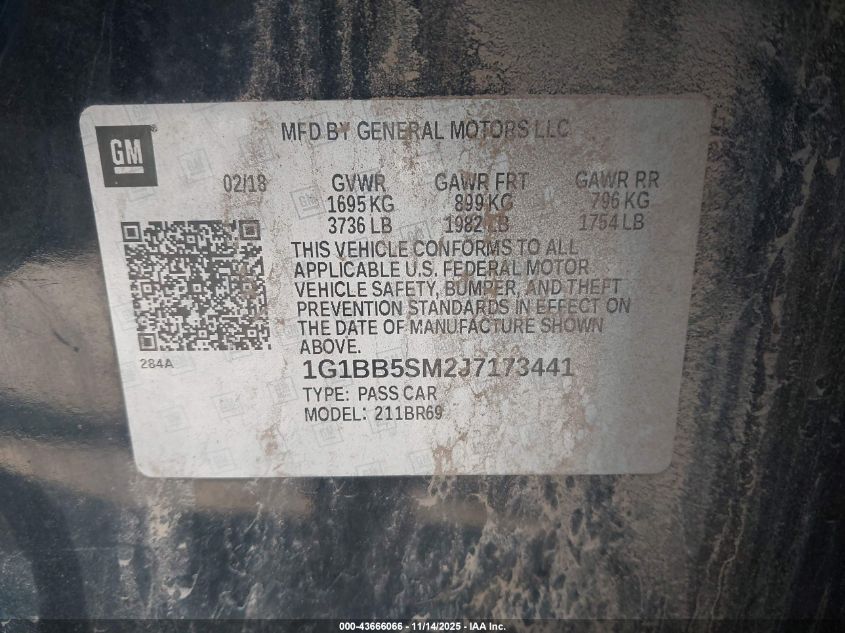 GM
MFD BY GENERAL MOTORS LLC
02/18 GVWR GAWR FRT GAWR RR
1695 KG 899 KG 796 KG
3736 LB 1982 LB 1754 LB
THIS VEHICLE CONFORMS TO ALL
APPLICABLE U.S. FEDERAL MOTOR
VEHICLE SAFETY, BUMPER, AND THEFT
PREVENTION STANDARDS IN EFFECT ON
THE DATE OF MANUFACTURE SHOWN
ABOVE.
284A
1G1BB5SM2J7173441
TYPE: PASS CAR
MODEL: 211BR69
000-43666066 - 11/14/2025 - IAA Inc.